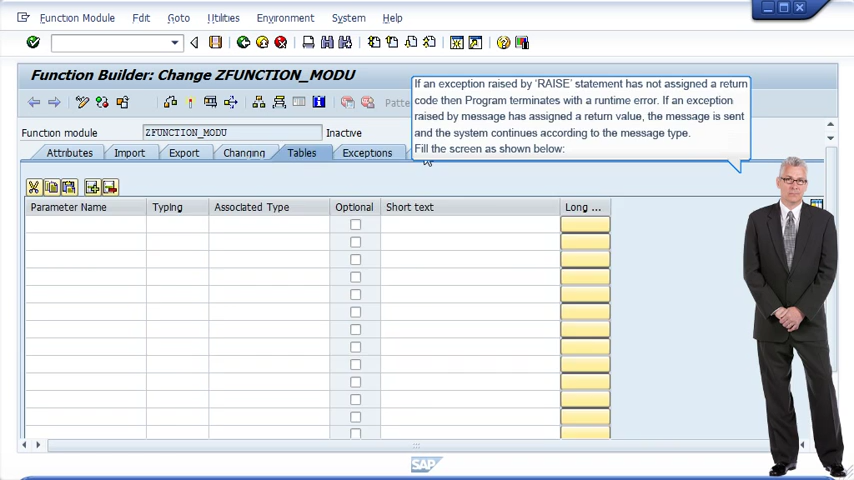 Function Module Edit Goto Utilities Environment System Help
Function Builder: Change ZFUNCTION_MODU
If an exception raised by ‘RAISE’ statement has not assigned a return
code then Program terminates with a runtime error. If an exception
raised by message has assigned a return value, the message is sent
and the system continues according to the message type.
Fill the screen as shown below:
Function module ZFUNCTION_MODU Inactive
Attributes Import Export Changing Tables Exceptions
Parameter Name Typing Associated Type Optional Short text Long ...
SAP